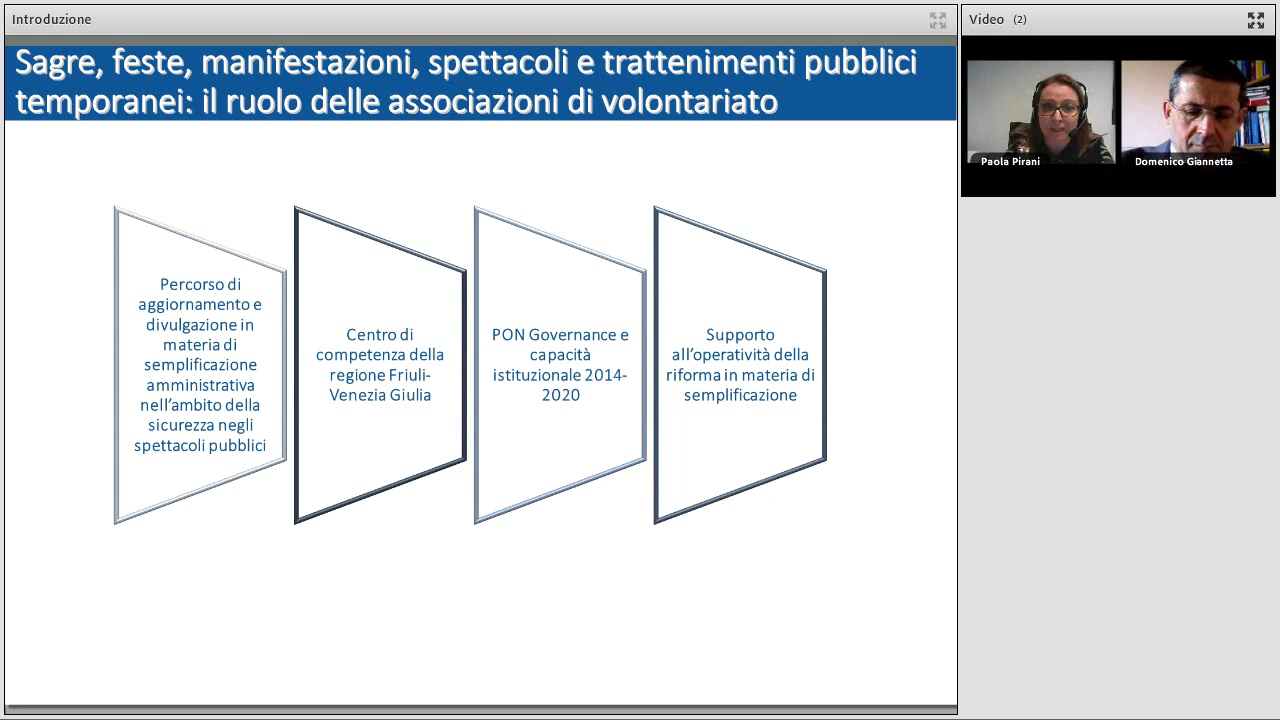 Introduzione
Video (2)
Sagre, feste, manifestazioni, spettacoli e trattenimenti pubblici
temporanei: il ruolo delle associazioni di volontariato
Paola Pirani
Domenico Giannetta
Percorso di
aggiornamento e
divulgazione in
materia di
semplificazione
amministrativa
nell’ambito della
sicurezza negli
spettacoli pubblici
Centro di
competenza della
regione Friuli-
Venezia Giulia
PON Governance e
capacità
istituzionale 2014-
2020
Supporto
all’operatività della
riforma in materia di
semplificazione